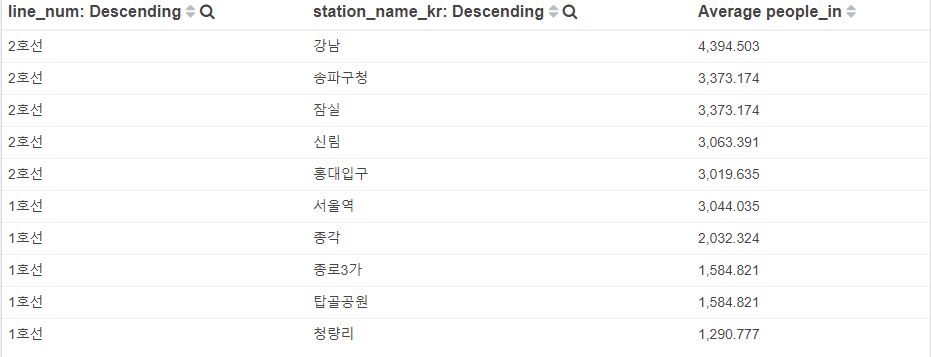 line_num: Descending station_name_kr: Descending Average people_in
2호선 강남 4,394.503
2호선 송파구청 3,373.174
2호선 잠실 3,373.174
2호선 신림 3,063.391
2호선 홍대입구 3,019.635
1호선 서울역 3,044.035
1호선 종각 2,032.324
1호선 종로3가 1,584.821
1호선 탑골공원 1,584.821
1호선 청량리 1,290.777